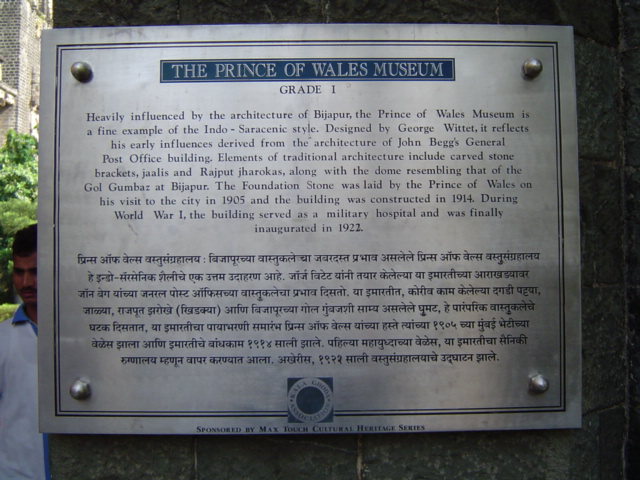 THE PRINCE OF WALES MUSEUM
GRADE I
Heavily influenced by the architecture of Bijapur, the Prince of Wales Museum is
a fine example of the Indo - Saracenic style. Designed by George Wittet, it reflects
his early influences derived from the architecture of John Begg's General
Post Office building. Elements of traditional architecture include carved stone
brackets, jaalis and Rajput jharokas, along with the dome resembling that of the
Gol Gumbaz at Bijapur. The Foundation Stone was laid by the Prince of Wales on
his visit to the city in 1905 and the building was constructed in 1914. During
World War I, the building served as a military hospital and was finally
inaugurated in 1922.
प्रिन्स ऑफ वेल्स वस्तुसंग्रहालय : बिजापूरच्या वास्तुकलेचा जबरदस्त प्रभाव असलेले प्रिन्स ऑफ वेल्स वस्तुसंग्रहालय
हे इन्डो-सॅरसेनिक शैलीचे एक उत्तम उदाहरण आहे. जॉर्ज विटेट यांनी तयार केलेल्या या इमारतीच्या आराखड्यावर
जॉन बेग यांच्या जनरल पोस्ट ऑफिसच्या वास्तुकलेचा प्रभाव दिसतो. या इमारतीत, कोरीव काम केलेल्या दगडी पट्ट्या,
जाळ्या, राजपूत झरोखे (खिडक्या) आणि बिजापूरच्या गोल गुंबजशी साम्य असलेले घुमट, हे पारंपरिक वास्तुकलेचे
घटक दिसतात, या इमारतीचा पायाभरणी समारंभ प्रिन्स ऑफ वेल्स यांच्या हस्ते त्यांच्या १९०५ च्या मुंबई भेटीच्या
वेळेस झाला आणि इमारतीचे बांधकाम १९१४ साली झाले. पहिल्या महायुध्दाच्या वेळेस, या इमारतीचा सैनिकी
रुग्णालय म्हणून वापर करण्यात आला. अखेरीस, १९२२ साली वस्तुसंग्रहालयाचे उद्घाटन झाले.
SPONSORED BY MAX TOUCH CULTURAL HERITAGE SERIES